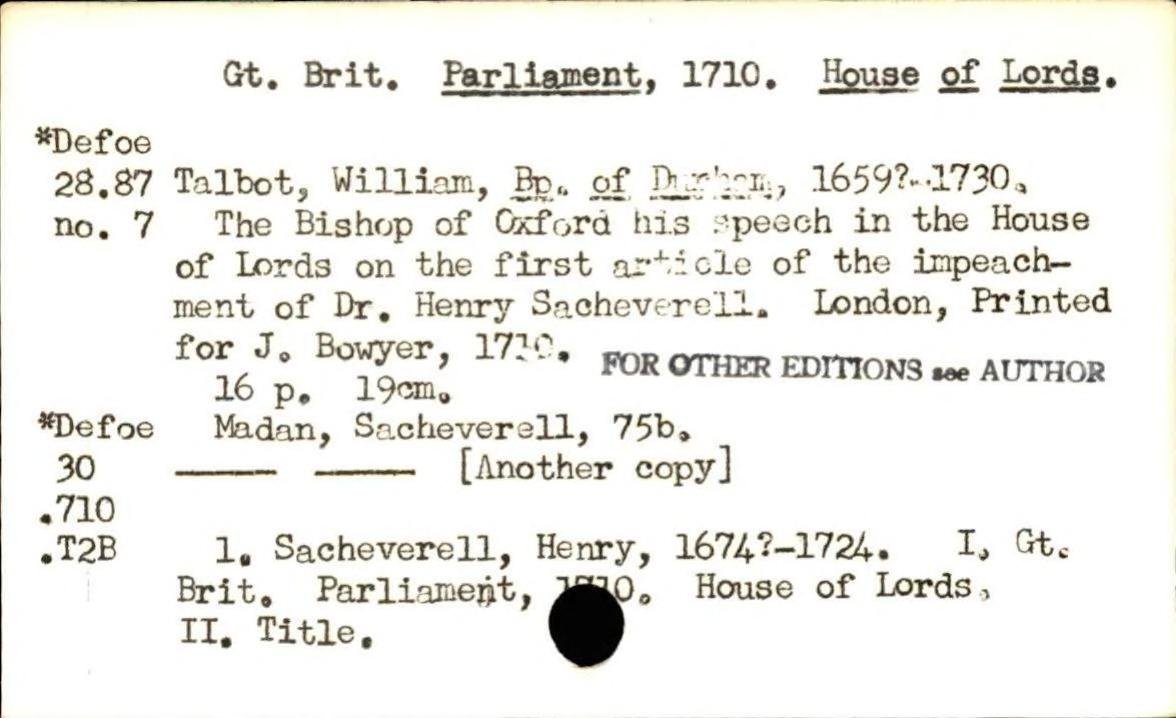 Gt. Brit. Parliament, 1710. House of Lords.
*Defoe
28.87 Talbot, William, Bp. of Durham, 1659?-1730.
no. 7 The Bishop of Oxford his speech in the House
of Lords on the first article of the impeach-
ment of Dr. Henry Sacheverell. London, Printed
for J. Bowyer, 1710. FOR OTHER EDITIONS see AUTHOR
16 p. 19cm.
*Defoe Madan, Sacheverell, 75b.
30 —— —— [Another copy]
.710
.T2B 1. Sacheverell, Henry, 1674?-1724. I. Gt.
Brit. Parliament, 1710. House of Lords.
II. Title.